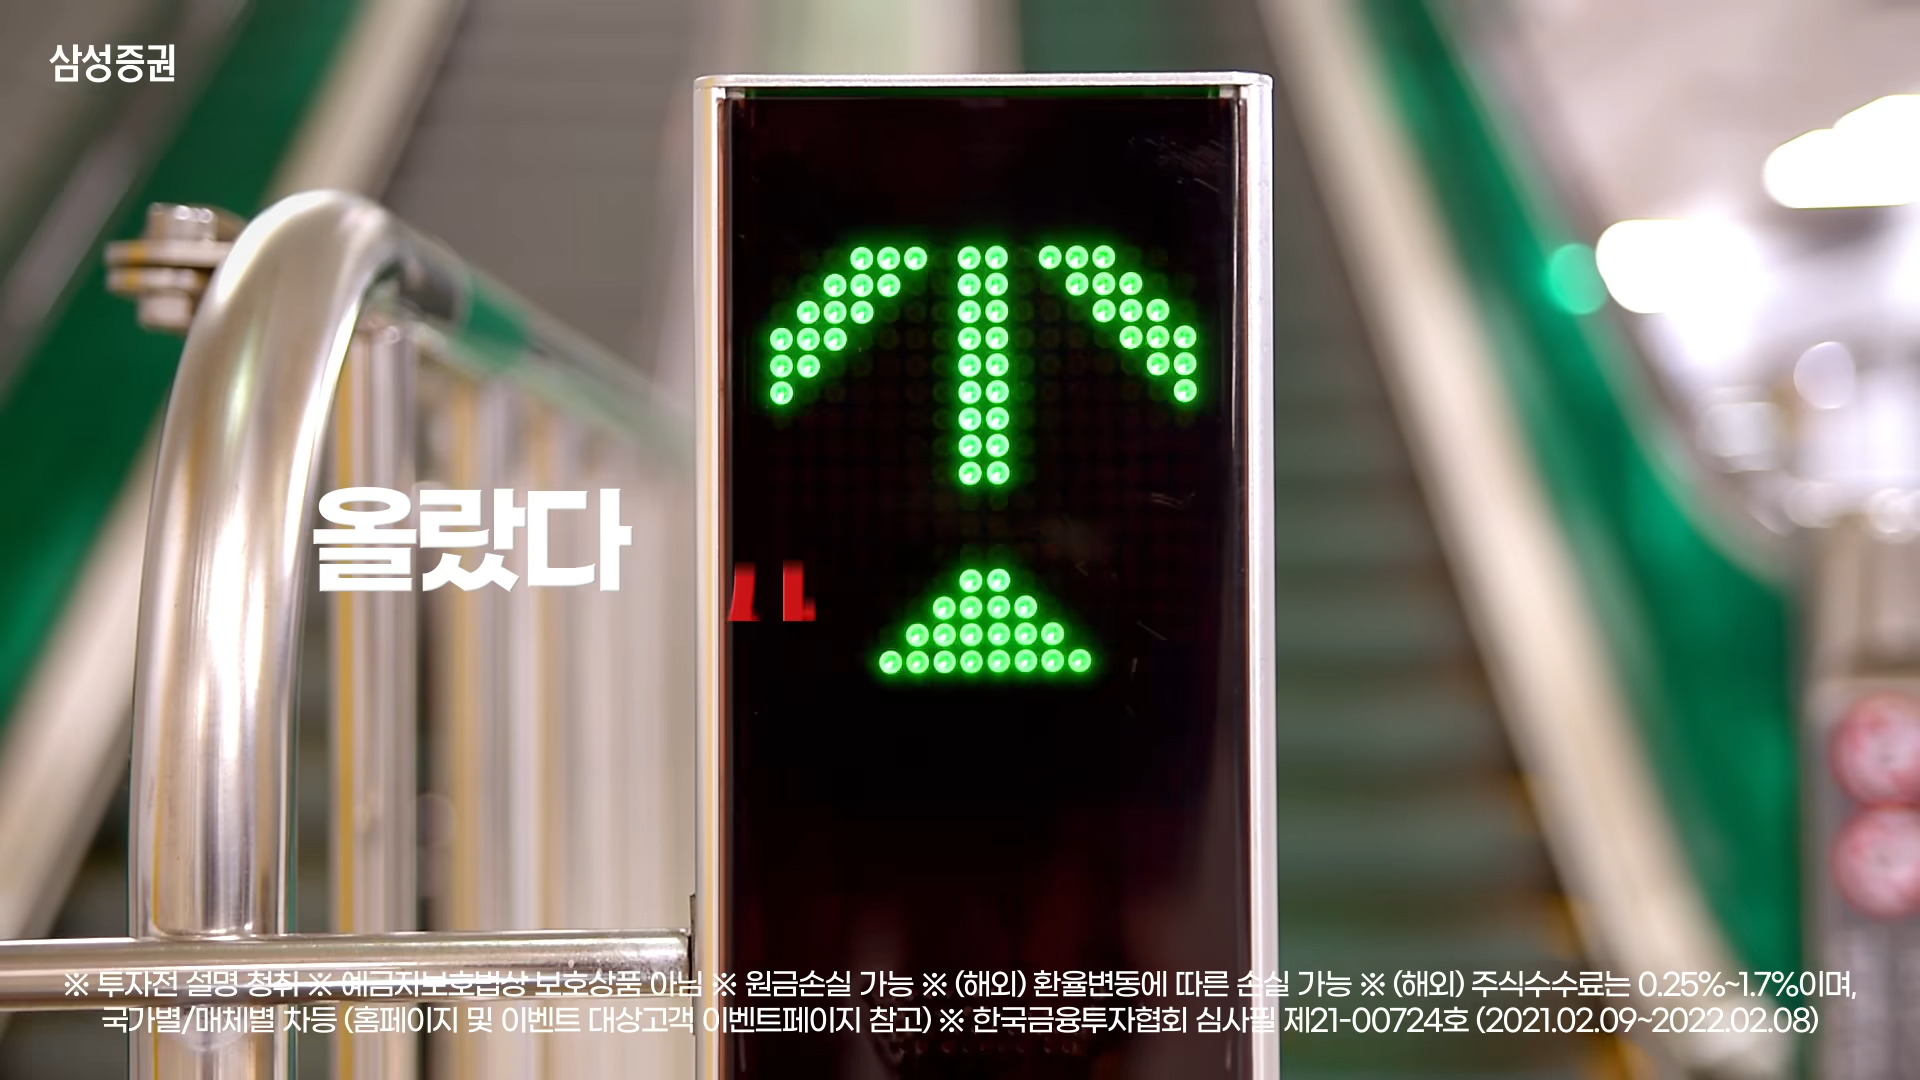 삼성증권
올랐다
※ 투자전 설명 청취 ※ 예금자보호법상 보호상품 아님 ※ 원금손실 가능 ※ (해외) 환율변동에 따른 손실 가능 ※ (해외) 주식수수료는 0.25%~1.7%이며,
국가별/매체별 차등 (홈페이지 및 이벤트 대상고객 이벤트페이지 참고) ※ 한국금융투자협회 심사필 제21-00724호 (2021.02.09~2022.02.08)